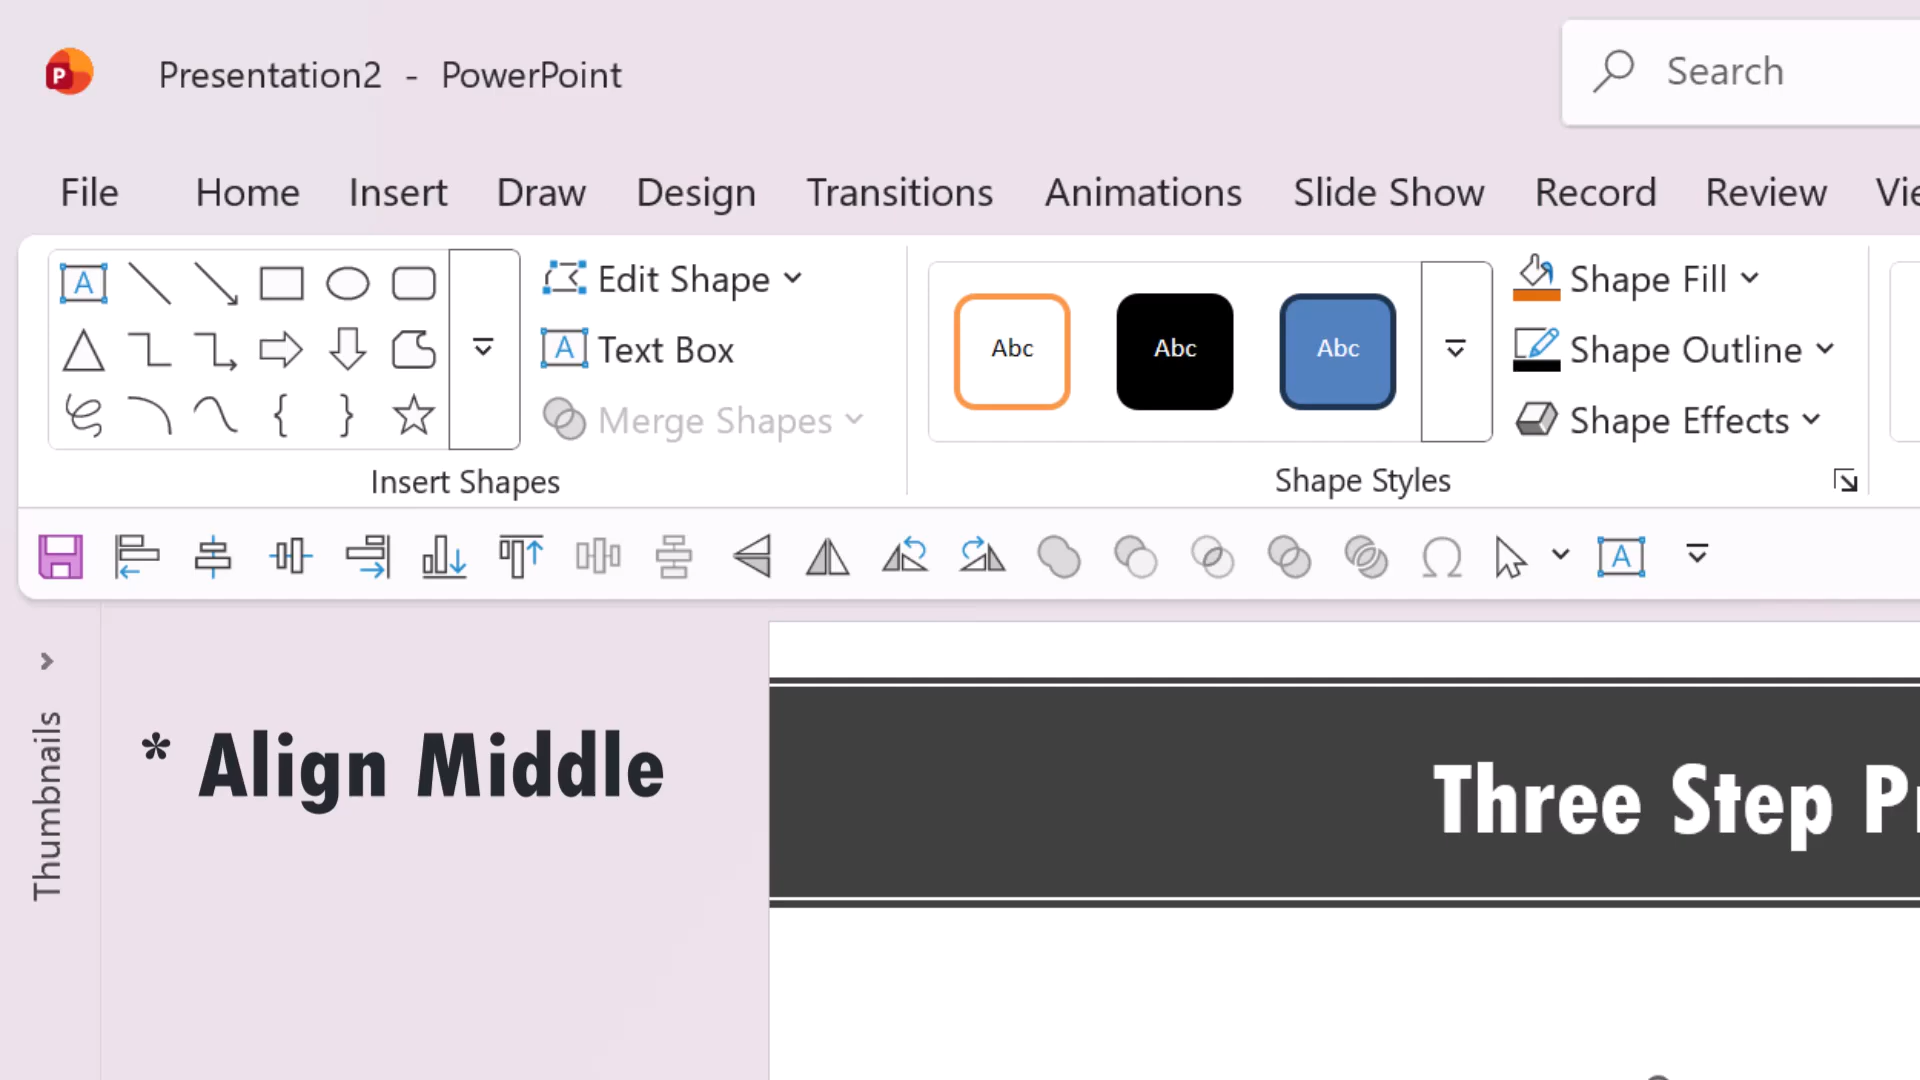 P
Presentation2 - PowerPoint
Search
File Home Insert Draw Design Transitions Animations Slide Show Record Review
A
Edit Shape
A Text Box
Merge Shapes
Insert Shapes
Abc Abc Abc
Shape Fill
Shape Outline
Shape Effects
Shape Styles
A
Thumbnails
* Align Middle
Three Step